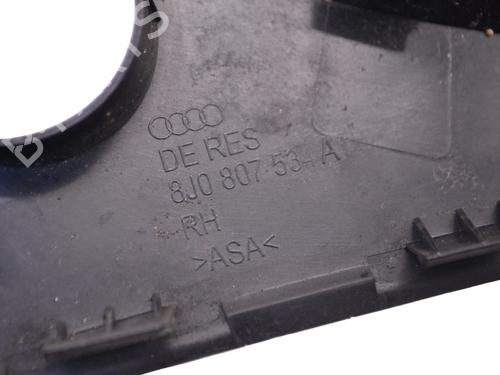 DE RES
8J0 807 534 A
RH
>ASA<